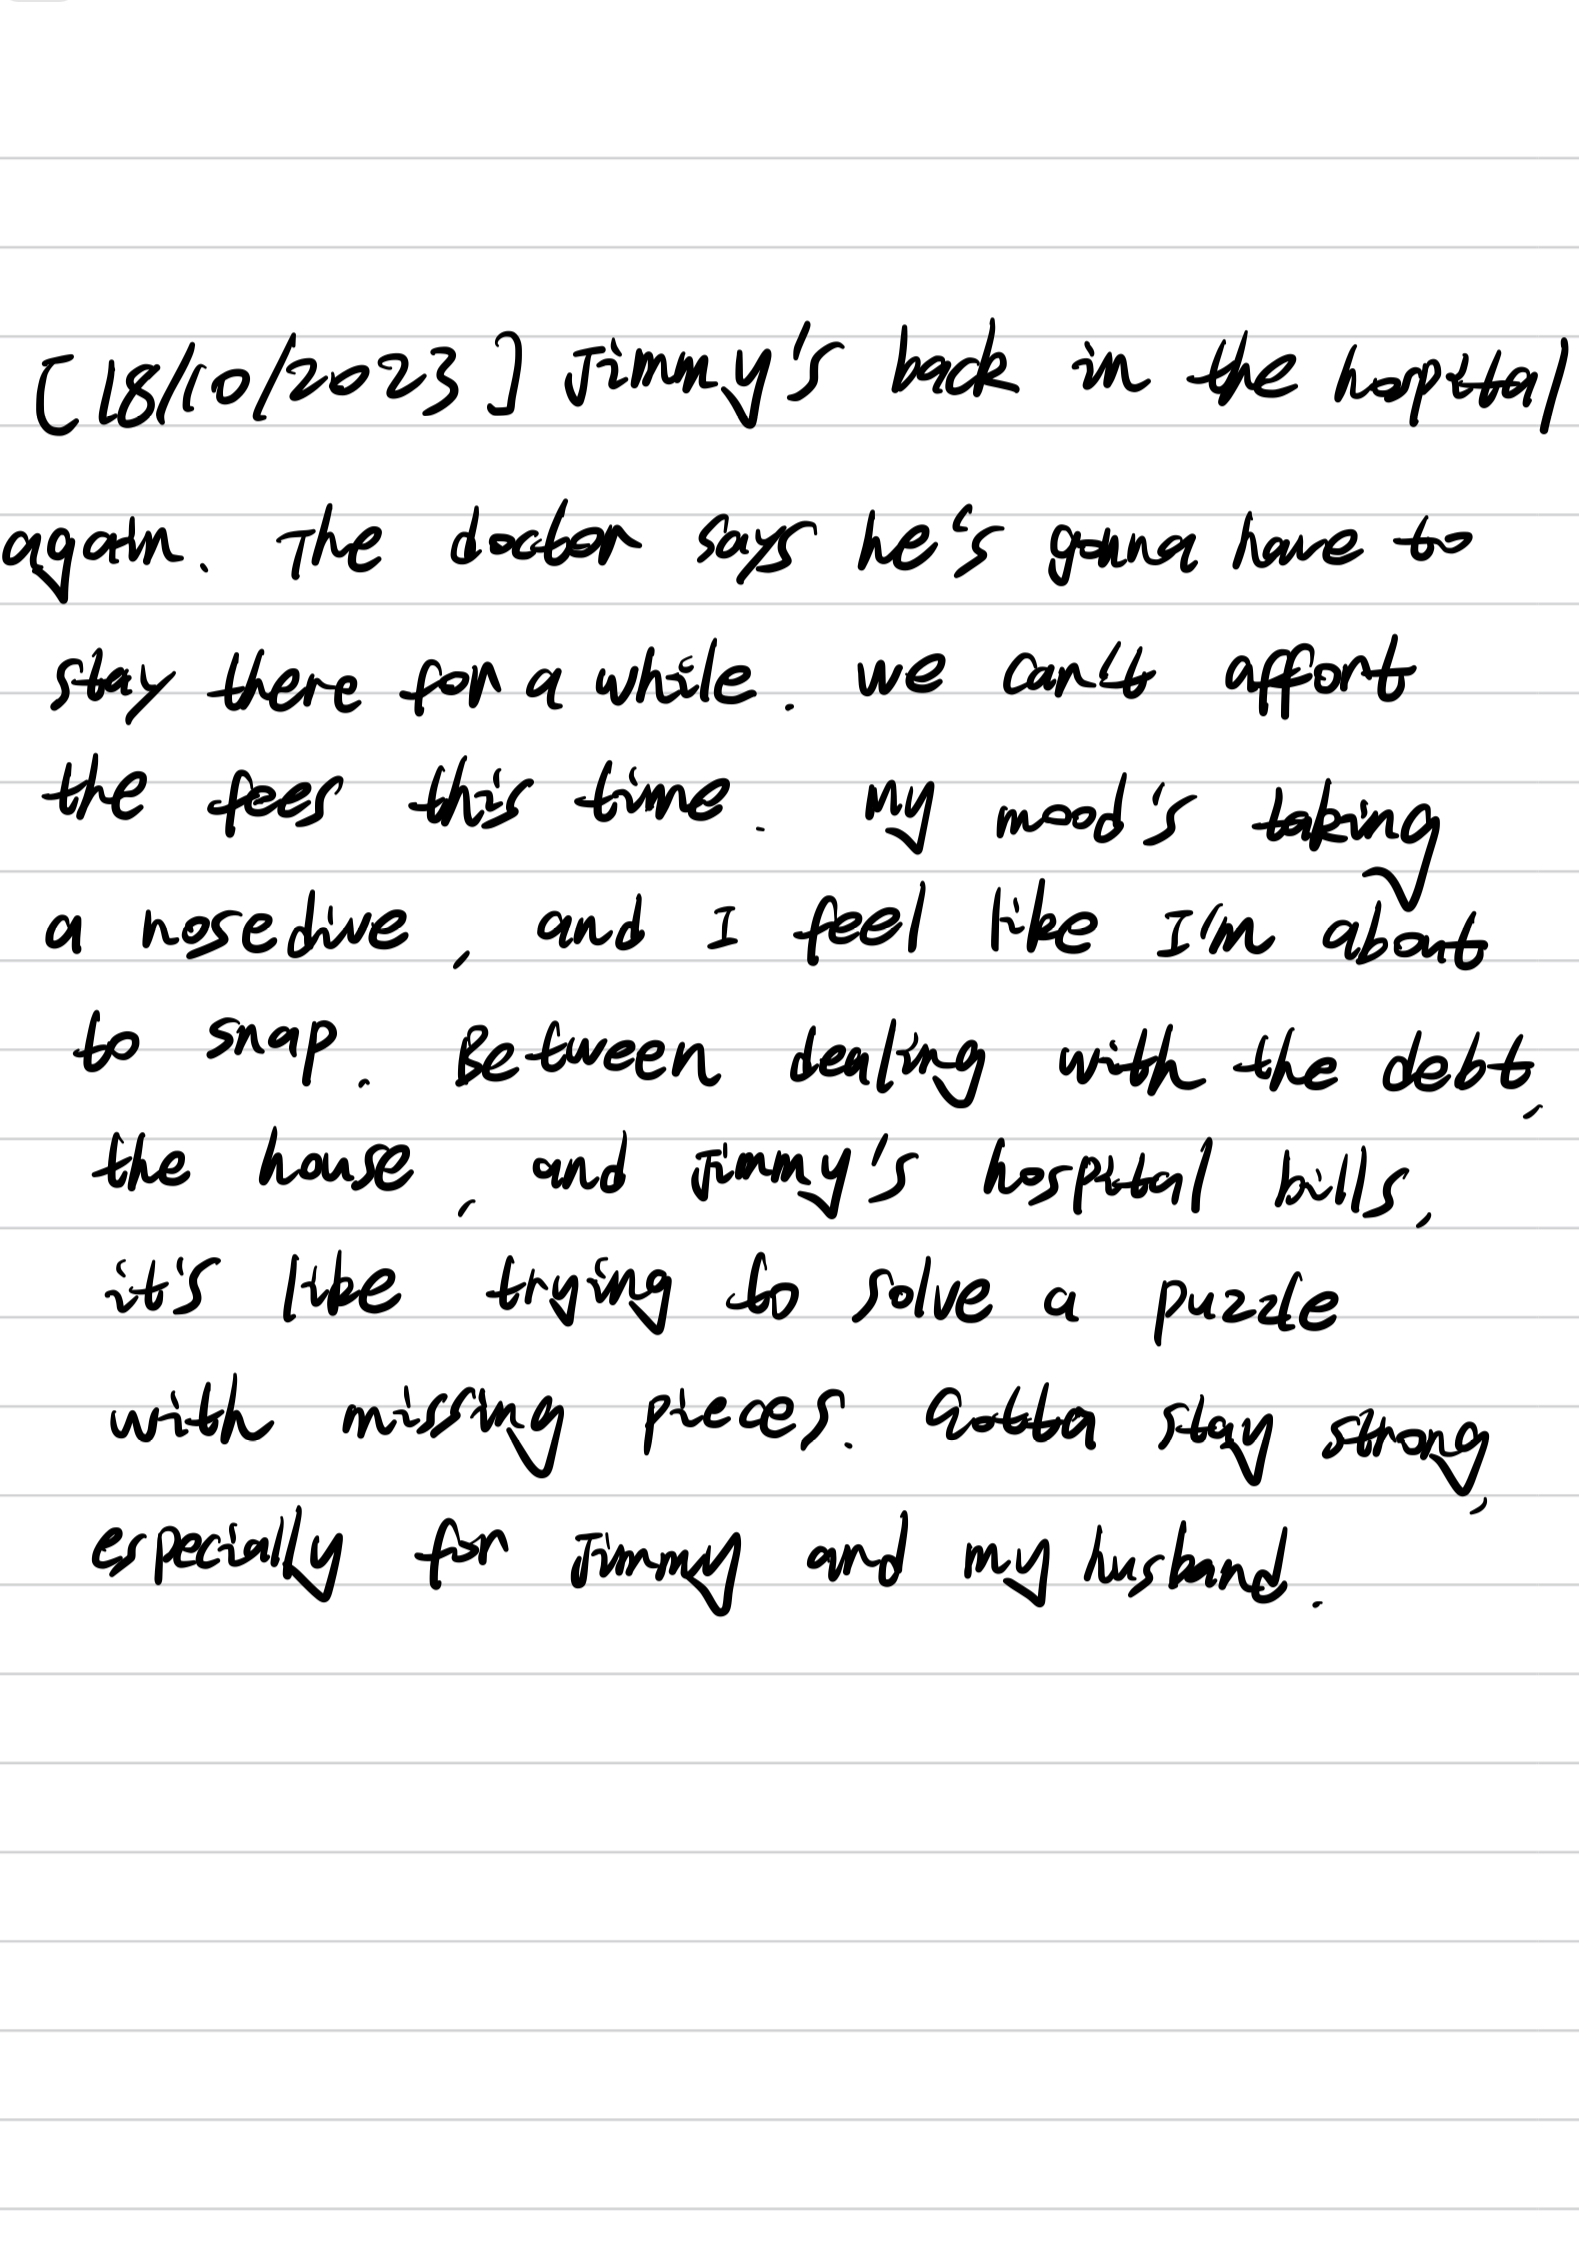 [18/10/2023] Jimmy's back in the hospital
again. The doctor says he's gonna have to
stay there for a while. we can't affort
the fees this time. My mood's taking
a nosedive, and I feel like I'm about
to snap. Between dealing with the debt,
the house, and Jimmy's hospital bills,
it's like trying to solve a puzzle
with missing pieces. Gotta stay strong,
especially for Jimmy and my husband.